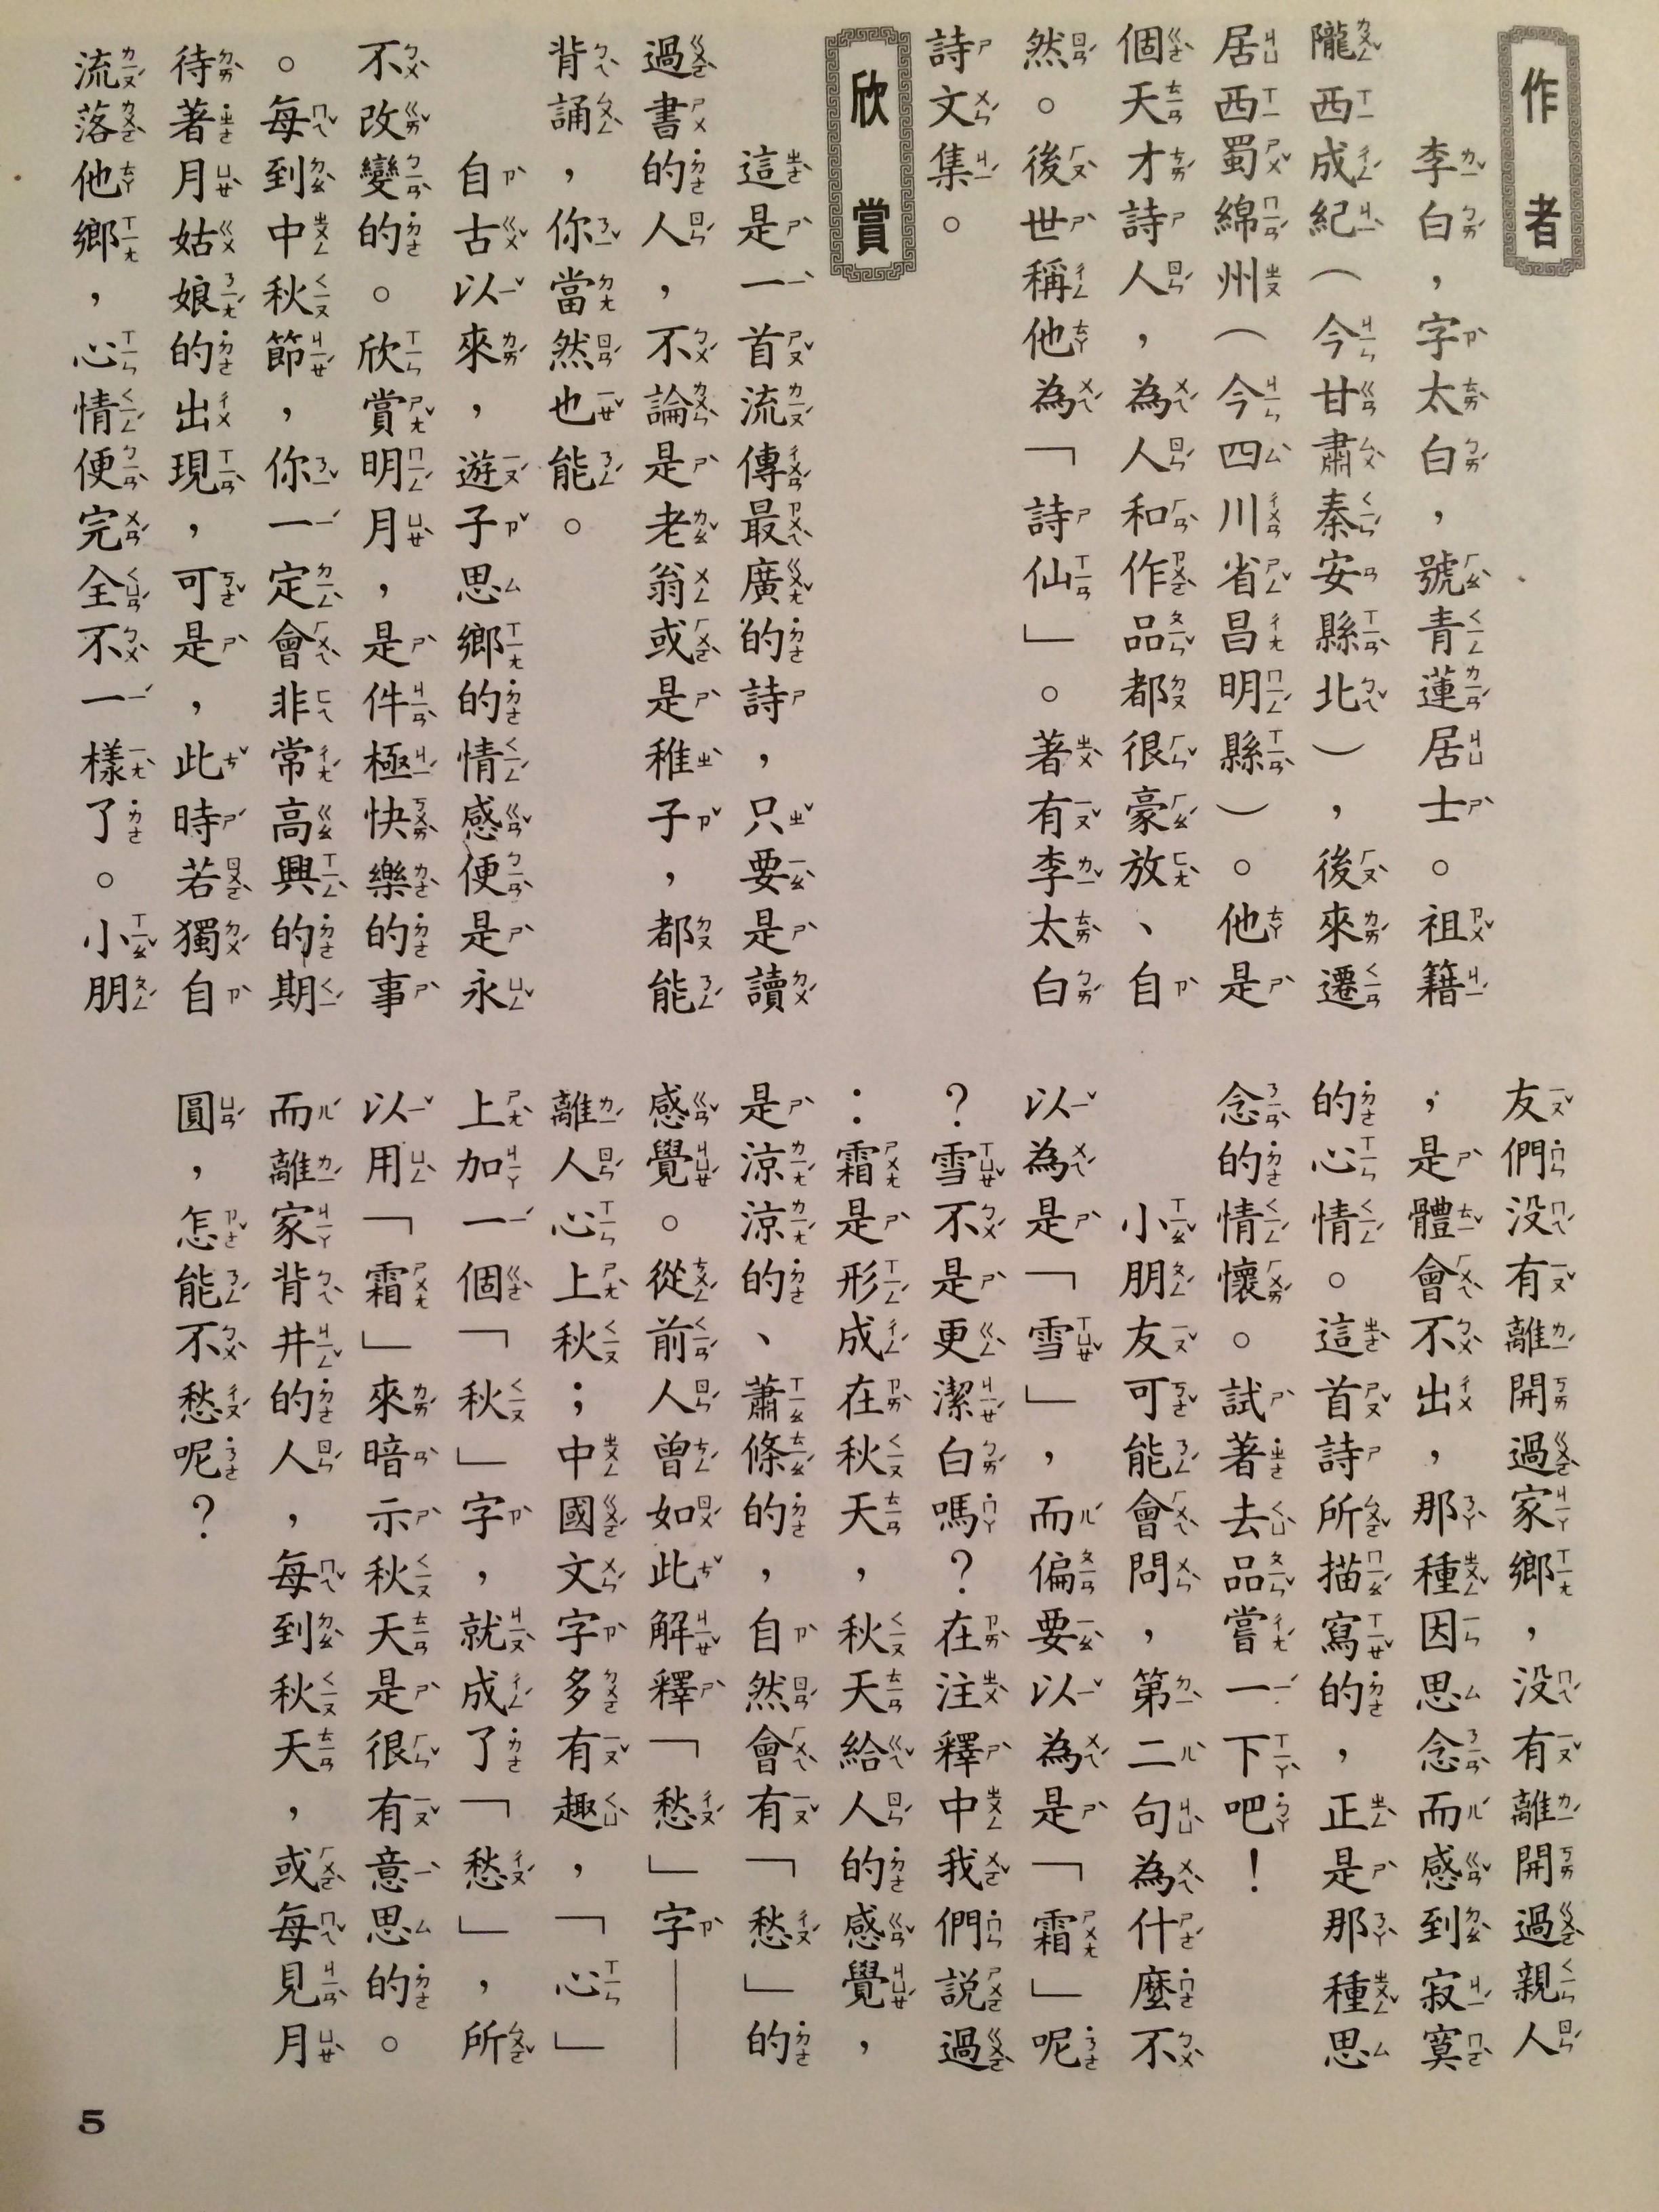 作者
李白，字太白，號青蓮居士。祖籍
隴西成紀（今甘肅秦安縣北），後來遷
居西蜀綿州（今四川省昌明縣）。他是
個天才詩人，為人和作品都很豪放、自
然。後世稱他為「詩仙」。著有李太白
詩文集。
欣賞
這是一首流傳最廣的詩，只要是讀
過書的人，不論是老翁或是稚子，都能
背誦，你當然也能。
自古以來，遊子思鄉的情感便是永
不改變的。欣賞明月，是件極快樂的事
。每到中秋節，你一定會非常高興的期
待著月姑娘的出現，可是，此時若獨自
流落他鄉，心情便完全不一樣了。小朋
友們沒有離開過家鄉，沒有離開過親人
，是體會不出，那種因思念而感到寂寞
的心情。這首詩所描寫的，正是那種思
念的情懷。試著去品嘗一下吧！
小朋友可能會問，第二句為什麼不
以為是「雪」，而偏要以為是「霜」呢
？雪不是更潔白嗎？在注釋中我們説過
：霜是形成在秋天，秋天給人的感覺，
是涼涼的、蕭條的，自然會有「愁」的
感覺。從前人曾如此解釋「愁」字——
離人心上秋；中國文字多有趣，「心」
上加一個「秋」字，就成了「愁」，所
以用「霜」來暗示秋天是很有意思的。
而離家背井的人，每到秋天，或每見月
圓，怎能不愁呢？
5